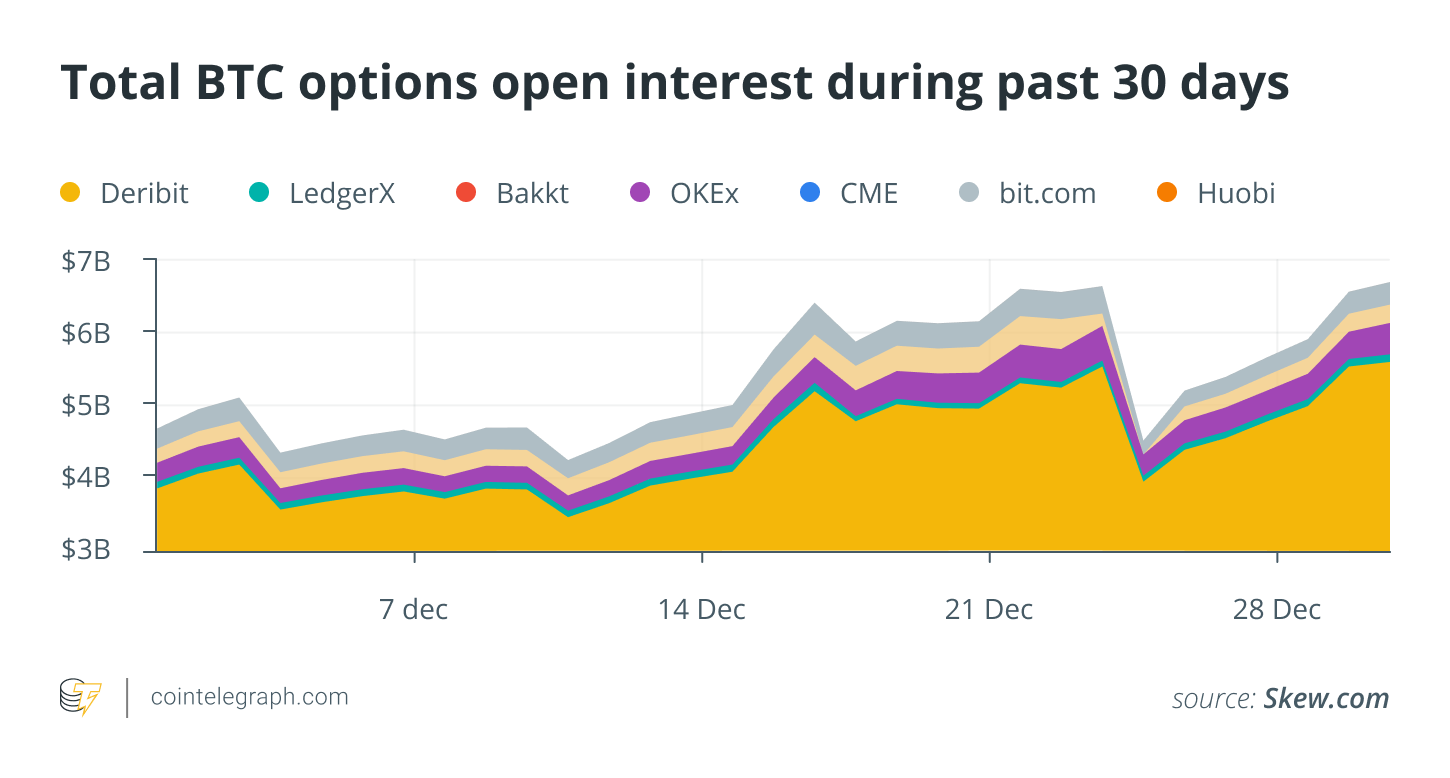 Total BTC options open interest during past 30 days
Deribit LedgerX Bakkt OKEx CME bit.com Huobi
$7B
$6B
$5B
$4B
$3B
7 dec 14 Dec 21 Dec 28 Dec
cointelegraph.com source: Skew.com